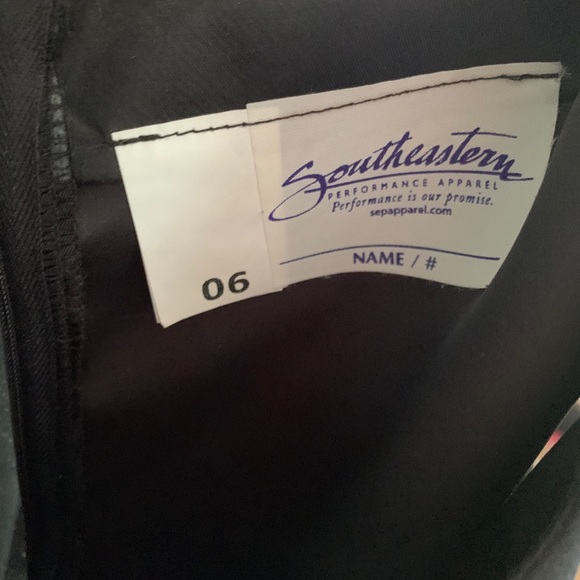 Southeastern
PERFORMANCE APPAREL
Performance is our promise.
sepapparel.com
NAME / #
06